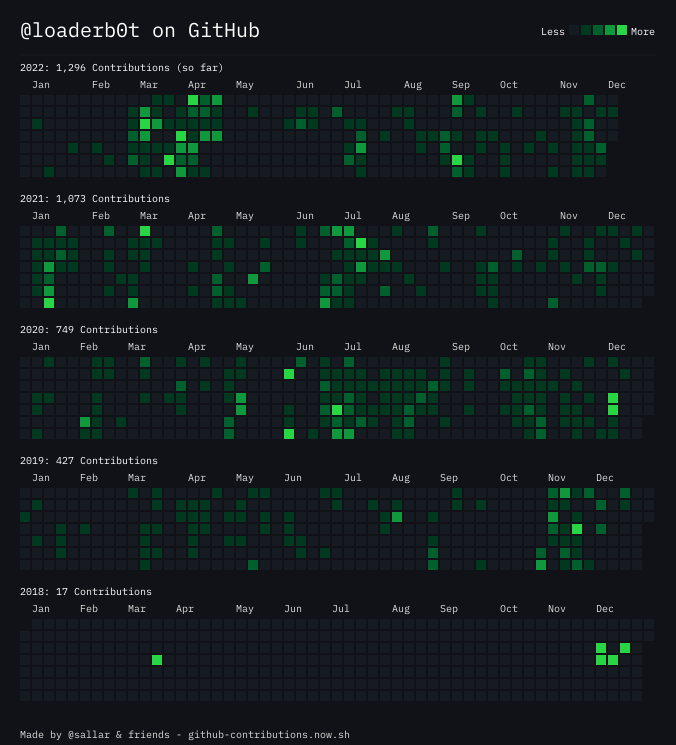 @loaderb0t on GitHub
Less More
2022: 1,296 Contributions (so far)
Jan Feb Mar Apr May Jun Jul Aug Sep Oct Nov Dec
2021: 1,073 Contributions
Jan Feb Mar Apr May Jun Jul Aug Sep Oct Nov Dec
2020: 749 Contributions
Jan Feb Mar Apr May Jun Jul Aug Sep Oct Nov Dec
2019: 427 Contributions
Jan Feb Mar Apr May Jun Jul Aug Sep Oct Nov Dec
2018: 17 Contributions
Jan Feb Mar Apr May Jun Jul Aug Sep Oct Nov Dec
Made by @sallar & friends - github-contributions.now.sh